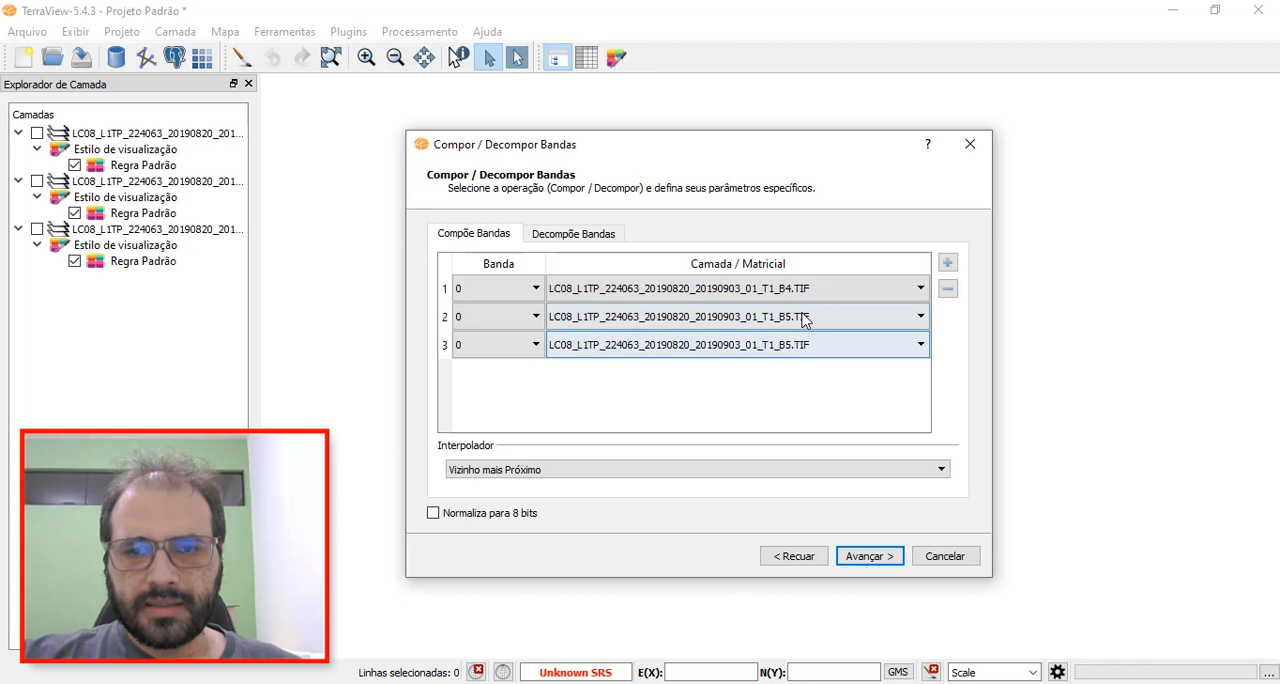 TerraView-5.4.3 - Projeto Padrão *
Arquivo Exibir Projeto Camada Mapa Ferramentas Plugins Processamento Ajuda
Explorador de Camada
Camadas
LC08_L1TP_224063_20190820_201...
Estilo de visualização
Regra Padrão
LC08_L1TP_224063_20190820_201...
Estilo de visualização
Regra Padrão
LC08_L1TP_224063_20190820_201...
Estilo de visualização
Regra Padrão
Compor / Decompor Bandas ?
Compor / Decompor Bandas
Selecione a operação (Compor / Decompor) e defina seus parâmetros específicos.
Compõe Bandas Decompõe Bandas
Banda Camada / Matricial
1 0 LC08_L1TP_224063_20190820_20190903_01_T1_B4.TIF
2 0 LC08_L1TP_224063_20190820_20190903_01_T1_B5.TIF
3 0 LC08_L1TP_224063_20190820_20190903_01_T1_B5.TIF
Interpolador
Vizinho mais Próximo
Normaliza para 8 bits
< Recuar Avançar > Cancelar
Linhas selecionadas: 0 Unknown SRS E(X): N(Y): GMS Scale ...